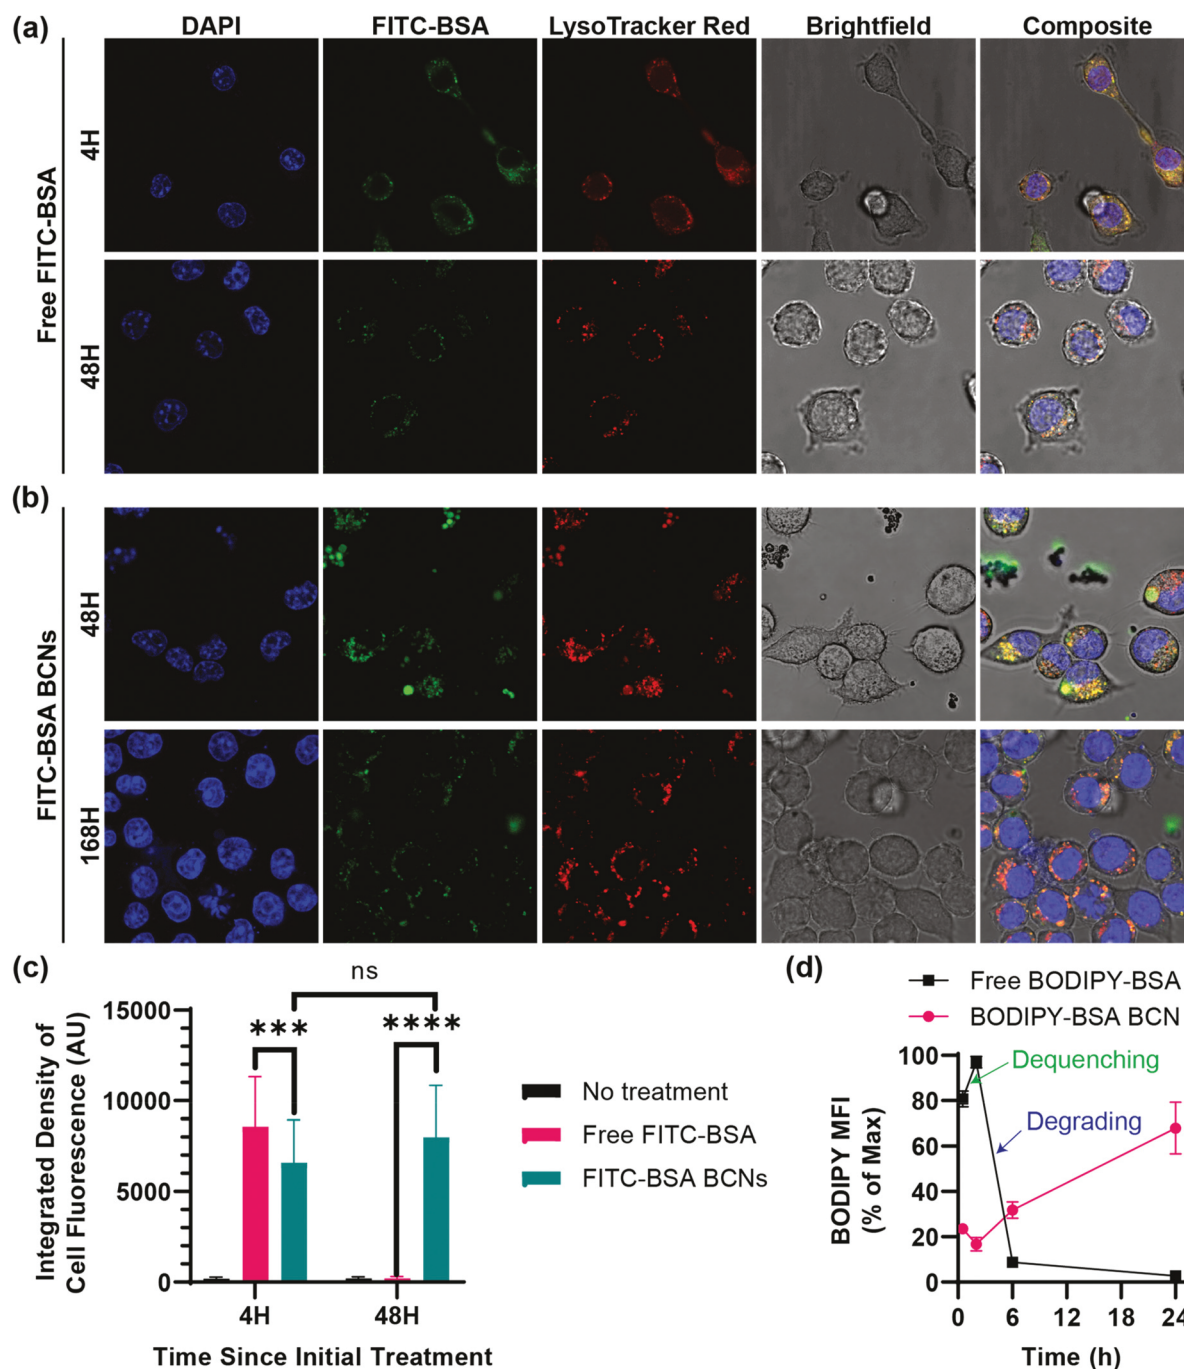 (a)
DAPI
FITC-BSA
LysoTracker Red
Brightfield
Composite
Free FITC-BSA
4H
48H
(b)
FITC-BSA BCNs
48H
168H
(c)
ns
***
****
Integrated Density of
Cell Fluorescence (AU)
15000
10000
5000
0
4H
48H
Time Since Initial Treatment
No treatment
Free FITC-BSA
FITC-BSA BCNs
(d)
Free BODIPY-BSA
BODIPY-BSA BCN
BODIPY MFI
(% of Max)
100
80
60
40
20
0
Dequenching
Degrading
0 6 12 18 24
Time (h)